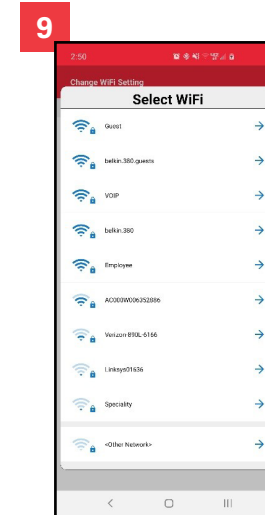 9
2:50
Change WiFi Setting
Select WiFi
Guest
belkin.380.guests
VOIP
belkin.380
Employee
AC000W006352886
Verizon-890L-6166
Linksys01636
Speciality
<Other Network>